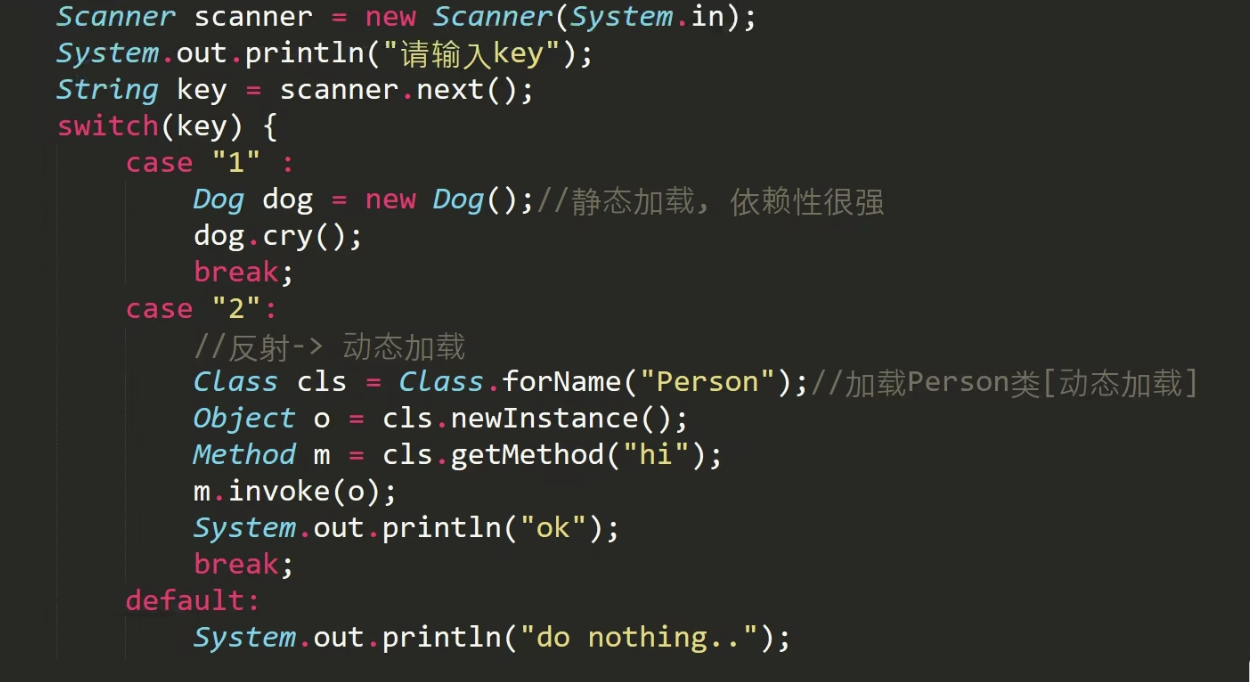 Scanner scanner = new Scanner(System.in);
System.out.println("请输入key");
String key = scanner.next();
switch(key) {
    case "1" :
        Dog dog = new Dog();//静态加载, 依赖性很强
        dog.cry();
        break;
    case "2":
        //反射-> 动态加载
        Class cls = Class.forName("Person");//加载Person类[动态加载]
        Object o = cls.newInstance();
        Method m = cls.getMethod("hi");
        m.invoke(o);
        System.out.println("ok");
        break;
    default:
        System.out.println("do nothing..");